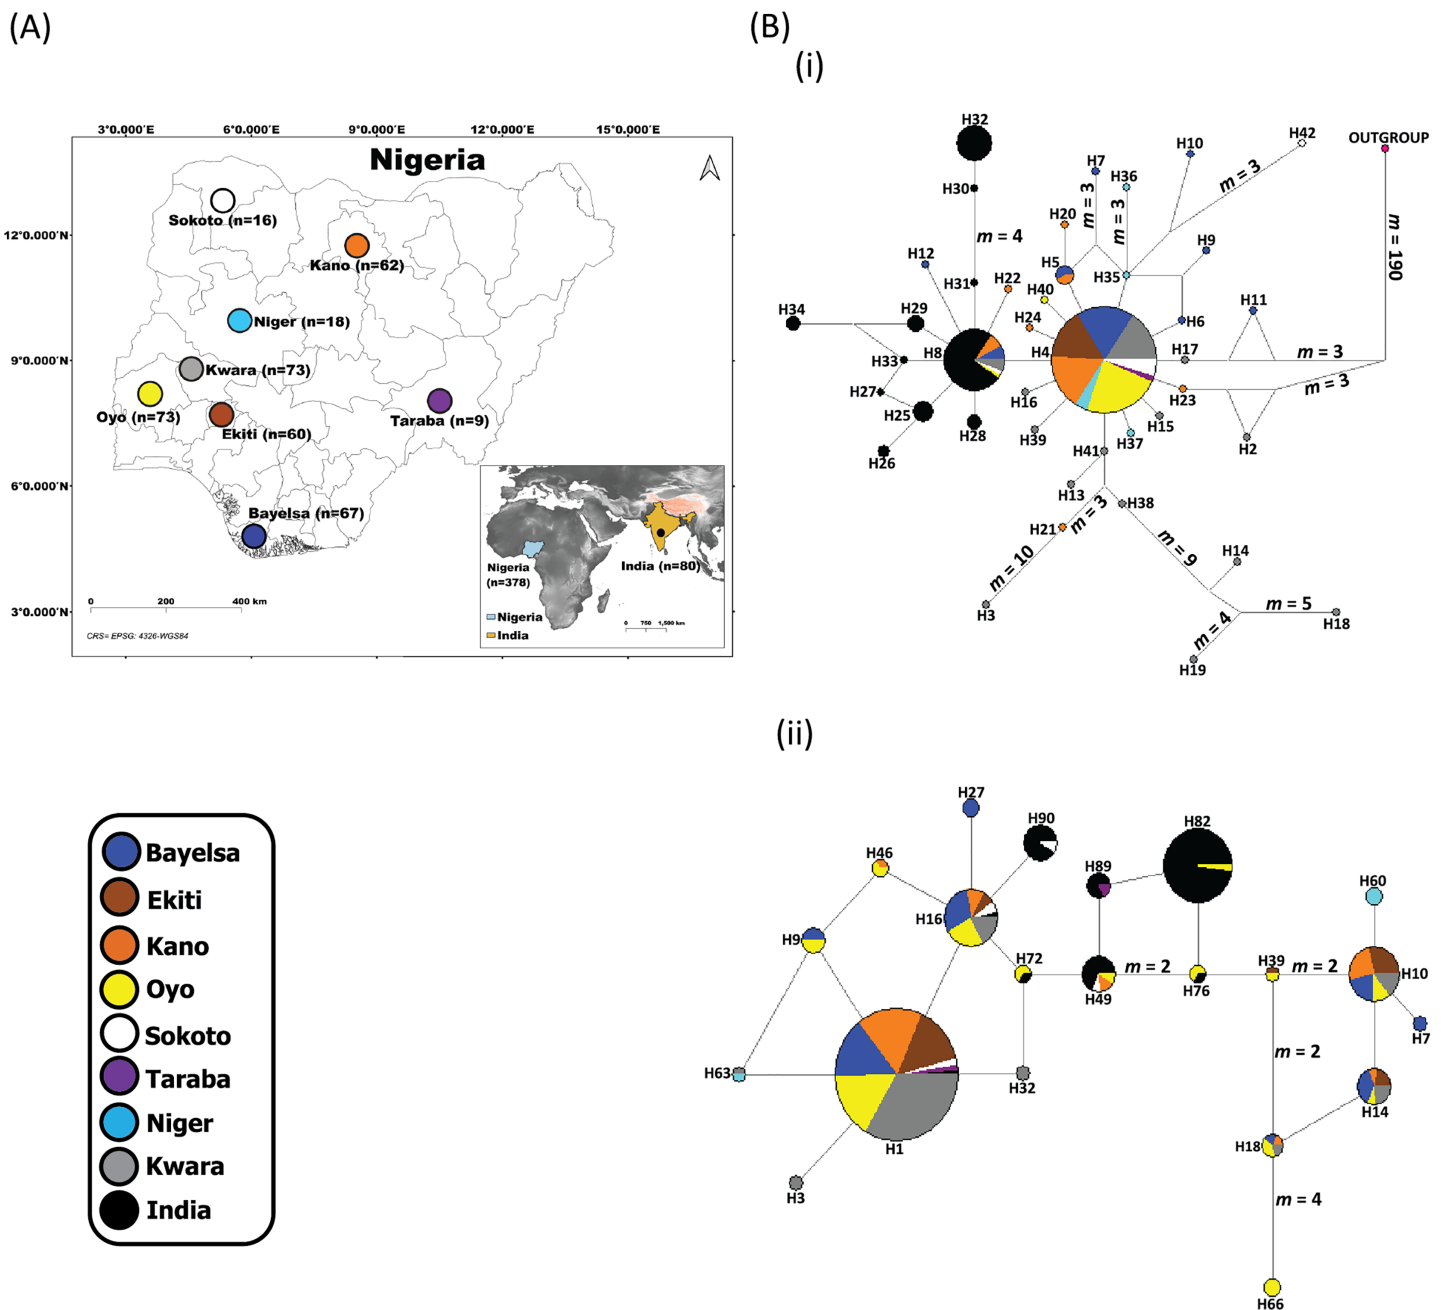 (A)
3°0.000'E
6°0.000'E
9°0.000'E
12°0.000'E
15°0.000'E
Nigeria
12°0.000'N
9°0.000'N
6°0.000'N
3°0.000'N
Sokoto (n=16)
Kano (n=62)
Niger (n=18)
Kwara (n=73)
Oyo (n=73)
Ekiti (n=60)
Taraba (n=9)
Bayelsa (n=67)
0 200 400 km
CRS= EPSG: 4326-WGS84
Nigeria
(n=378)
India (n=80)
Nigeria
India
0 750 1,500 km
(B)
(i)
H32
H30
m = 4
H31
H12
H22
H34
H29
H8
H33
H27
H25
H26
H28
H7
m = 3
H36
m = 3
H10
H42
m = 3
OUTGROUP
m = 190
H20
H5
H35
H9
H40
H24
H4
H6
H11
H17
m = 3
m = 3
H23
H2
H16
H39
H15
H37
H41
H13
m = 3
H38
H21
m = 10
H3
m = 9
H14
m = 5
H18
m = 4
H19
(ii)
H27
H90
H82
H46
H89
H60
H16
H9
H72
H49
m = 2
H76
H39
m = 2
H10
H7
H63
H32
m = 2
H14
H1
H18
H3
m = 4
H66
Bayelsa
Ekiti
Kano
Oyo
Sokoto
Taraba
Niger
Kwara
India